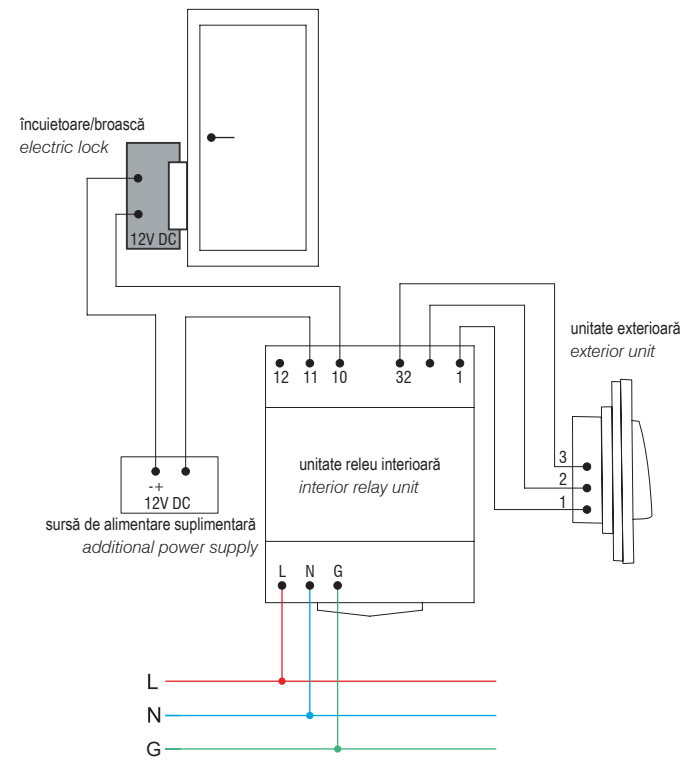 încuietoare/broască
electric lock
12V DC
unitate exterioară
exterior unit
12 11 10 32 1
unitate releu interioară
interior relay unit
3
2
1
-+
12V DC
sursă de alimentare suplimentară
additional power supply
L N G
L
N
G